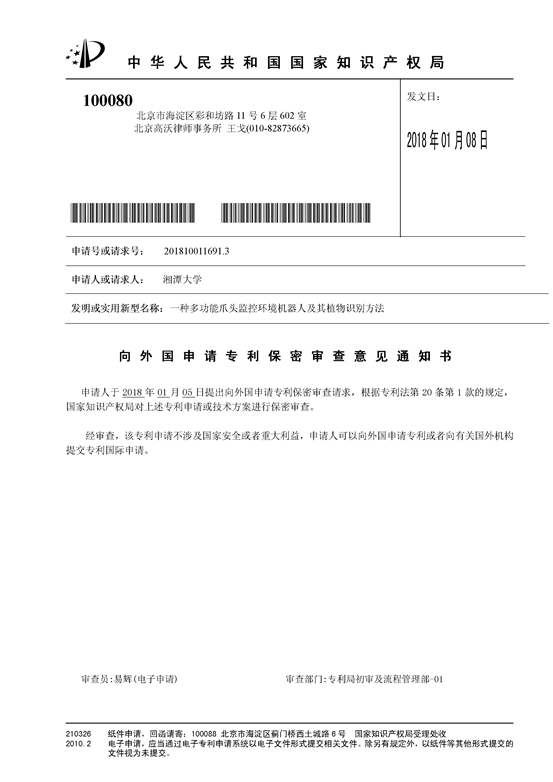 中华人民共和国国家知识产权局
100080
北京市海淀区彩和坊路 11 号 6 层 602 室
北京高沃律师事务所 王戈(010-82873665)
发文日：
2018 年 01 月 08 日
申请号或请求号： 201810011691.3
申请人或请求人： 湘潭大学
发明或实用新型名称：一种多功能爪头监控环境机器人及其植物识别方法
向外国申请专利保密审查意见通知书
申请人于 2018 年 01 月 05 日提出向外国申请专利保密审查请求，根据专利法第 20 条第 1 款的规定，
国家知识产权局对上述专利申请或技术方案进行保密审查。
经审查，该专利申请不涉及国家安全或者重大利益，申请人可以向外国申请专利或者向有关国外机构
提交专利国际申请。
审查员:易辉(电子申请) 审查部门:专利局初审及流程管理部-01
210326 纸件申请，回函请寄：100088 北京市海淀区蓟门桥西土城路 6 号 国家知识产权局受理处收
2010.2 电子申请，应当通过电子专利申请系统以电子文件形式提交相关文件。除另有规定外，以纸件等其他形式提交的
文件视为未提交。